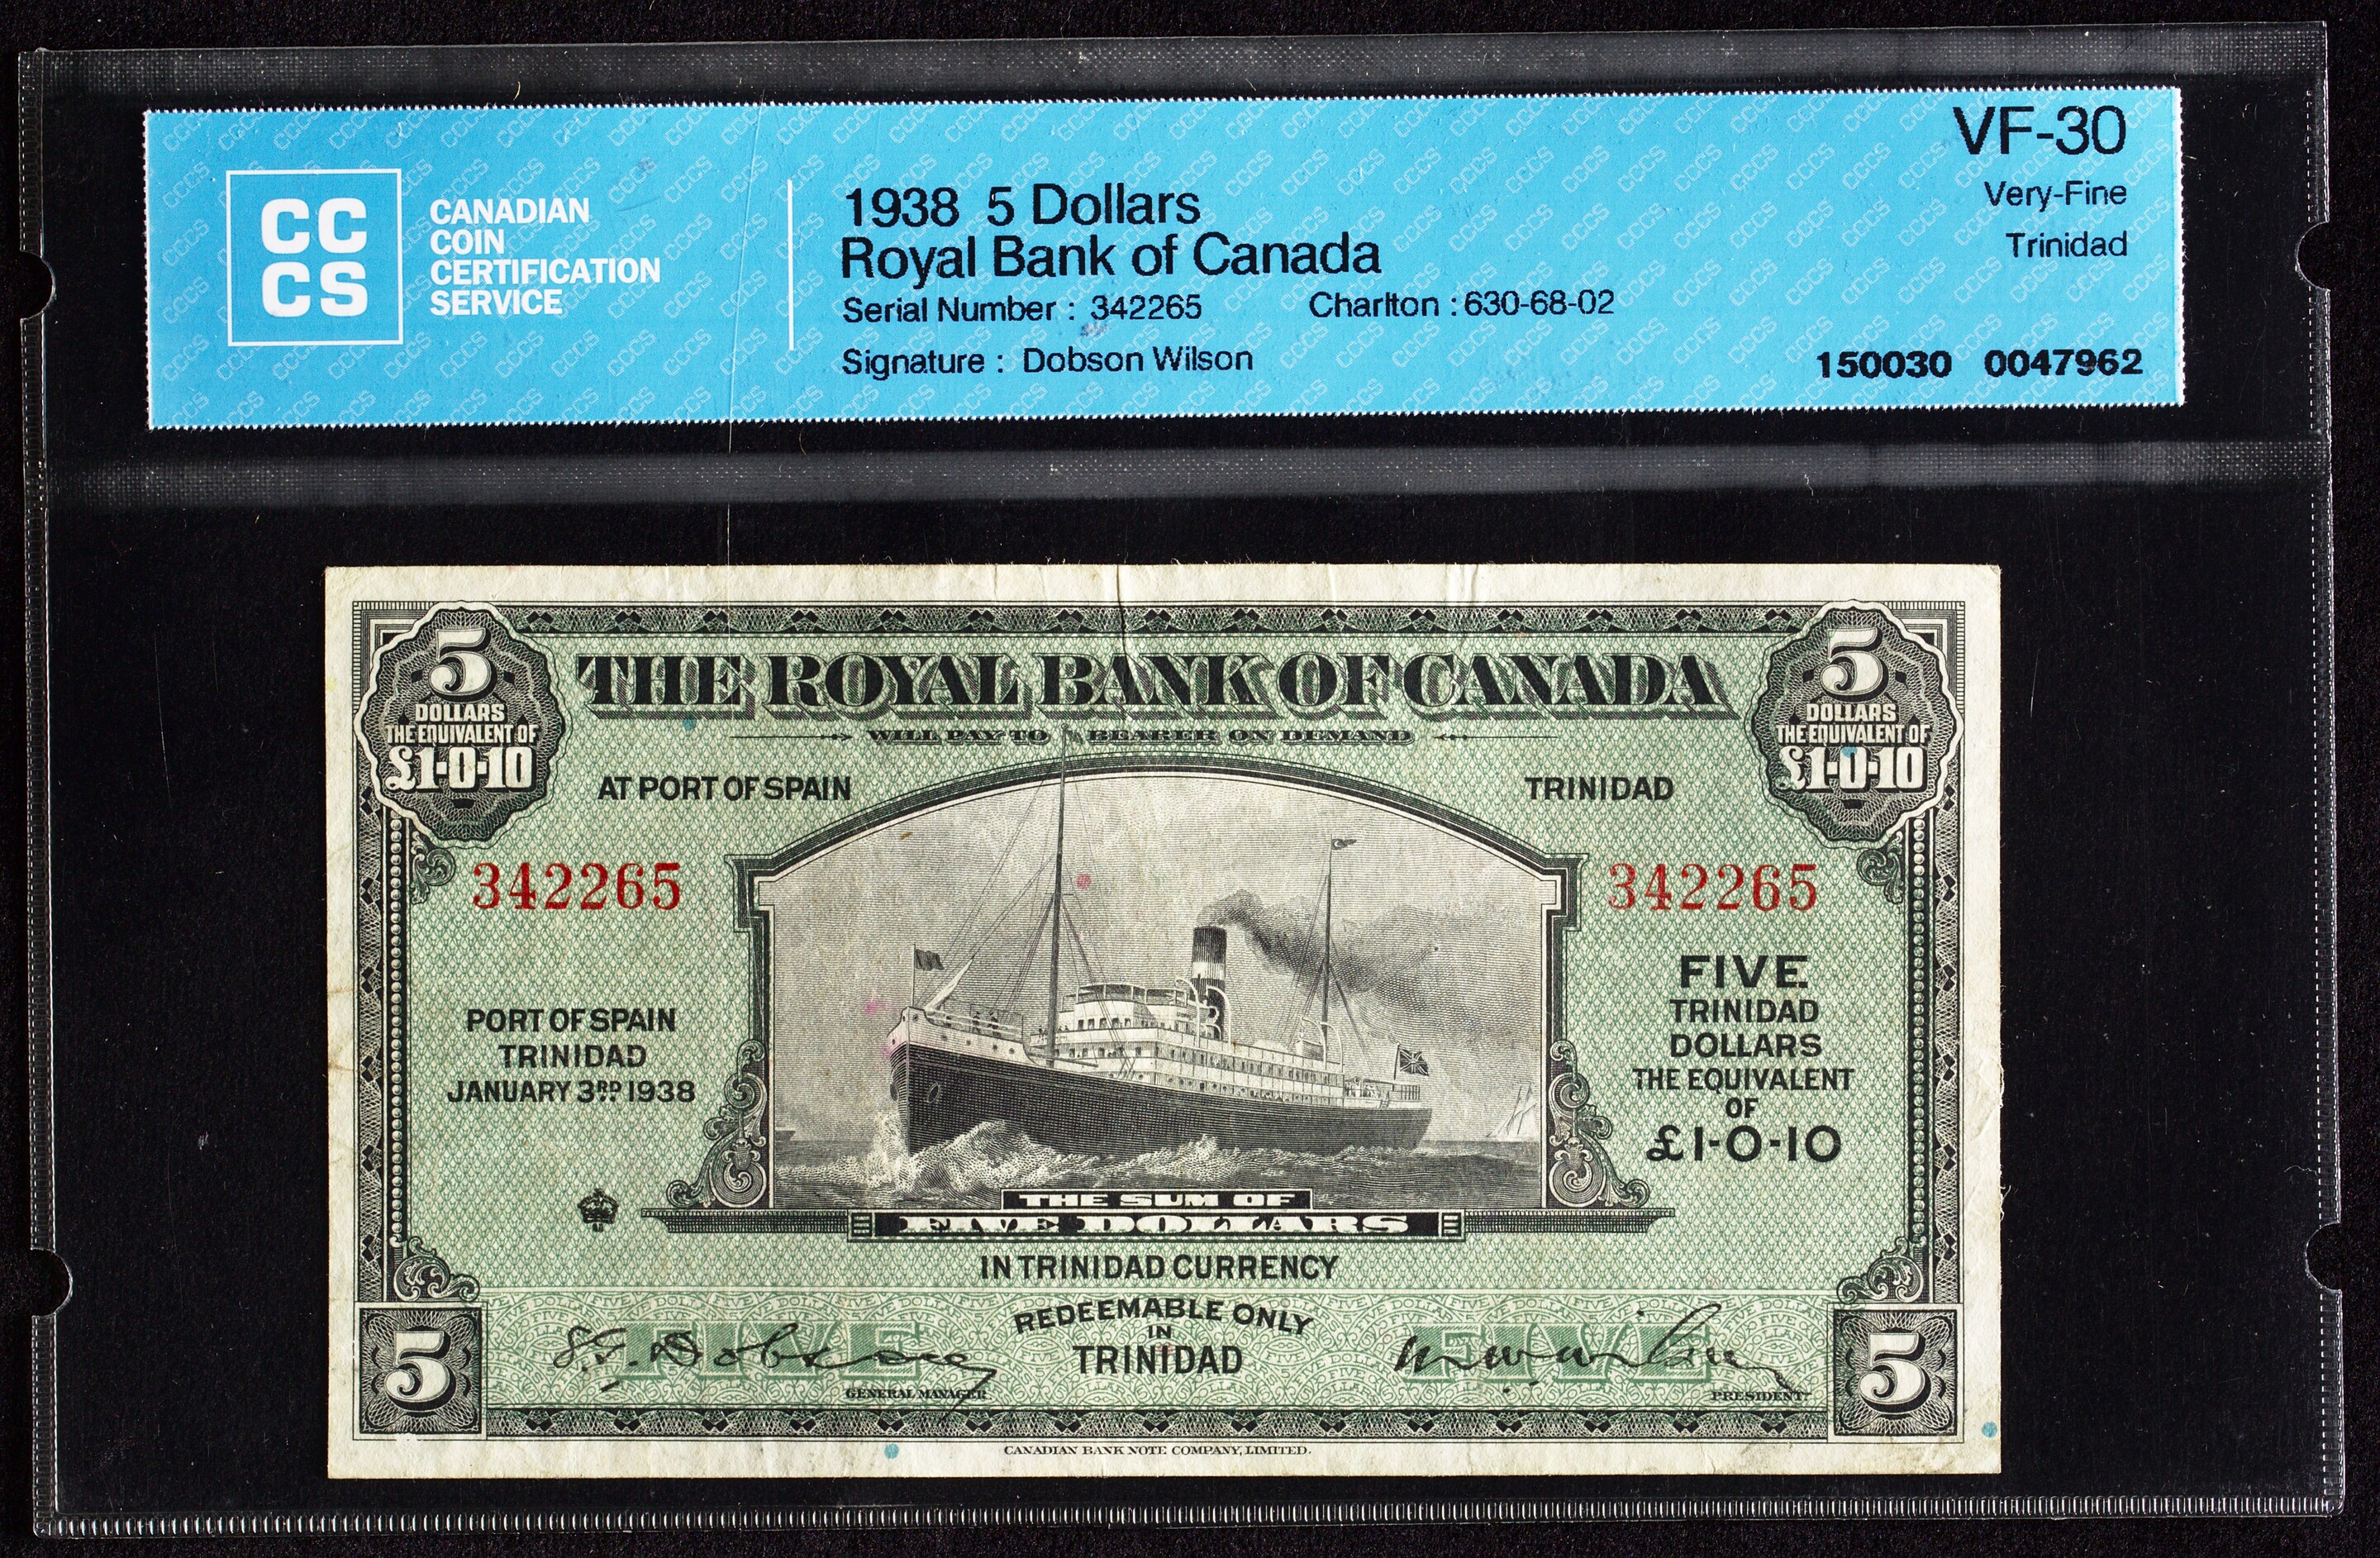 CC
CS
CANADIAN
COIN
CERTIFICATION
SERVICE
1938 5 Dollars
Royal Bank of Canada
Serial Number : 342265 Charlton : 630-68-02
Signature : Dobson Wilson
VF-30
Very-Fine
Trinidad
150030 0047962
5
DOLLARS
THE EQUIVALENT OF
£1-0-10
THE ROYAL BANK OF CANADA
WILL PAY TO BEARER ON DEMAND
5
DOLLARS
THE EQUIVALENT OF
£1-0-10
AT PORT OF SPAIN TRINIDAD
342265 342265
PORT OF SPAIN
TRINIDAD
JANUARY 3RD 1938
FIVE
TRINIDAD
DOLLARS
THE EQUIVALENT
OF
£1-0-10
THE SUM OF
FIVE DOLLARS
IN TRINIDAD CURRENCY
REDEEMABLE ONLY
IN
TRINIDAD
5
FIVE
S.G. Dobson
GENERAL MANAGER
FIVE
M.W. Wilson
PRESIDENT
5
CANADIAN BANK NOTE COMPANY, LIMITED.